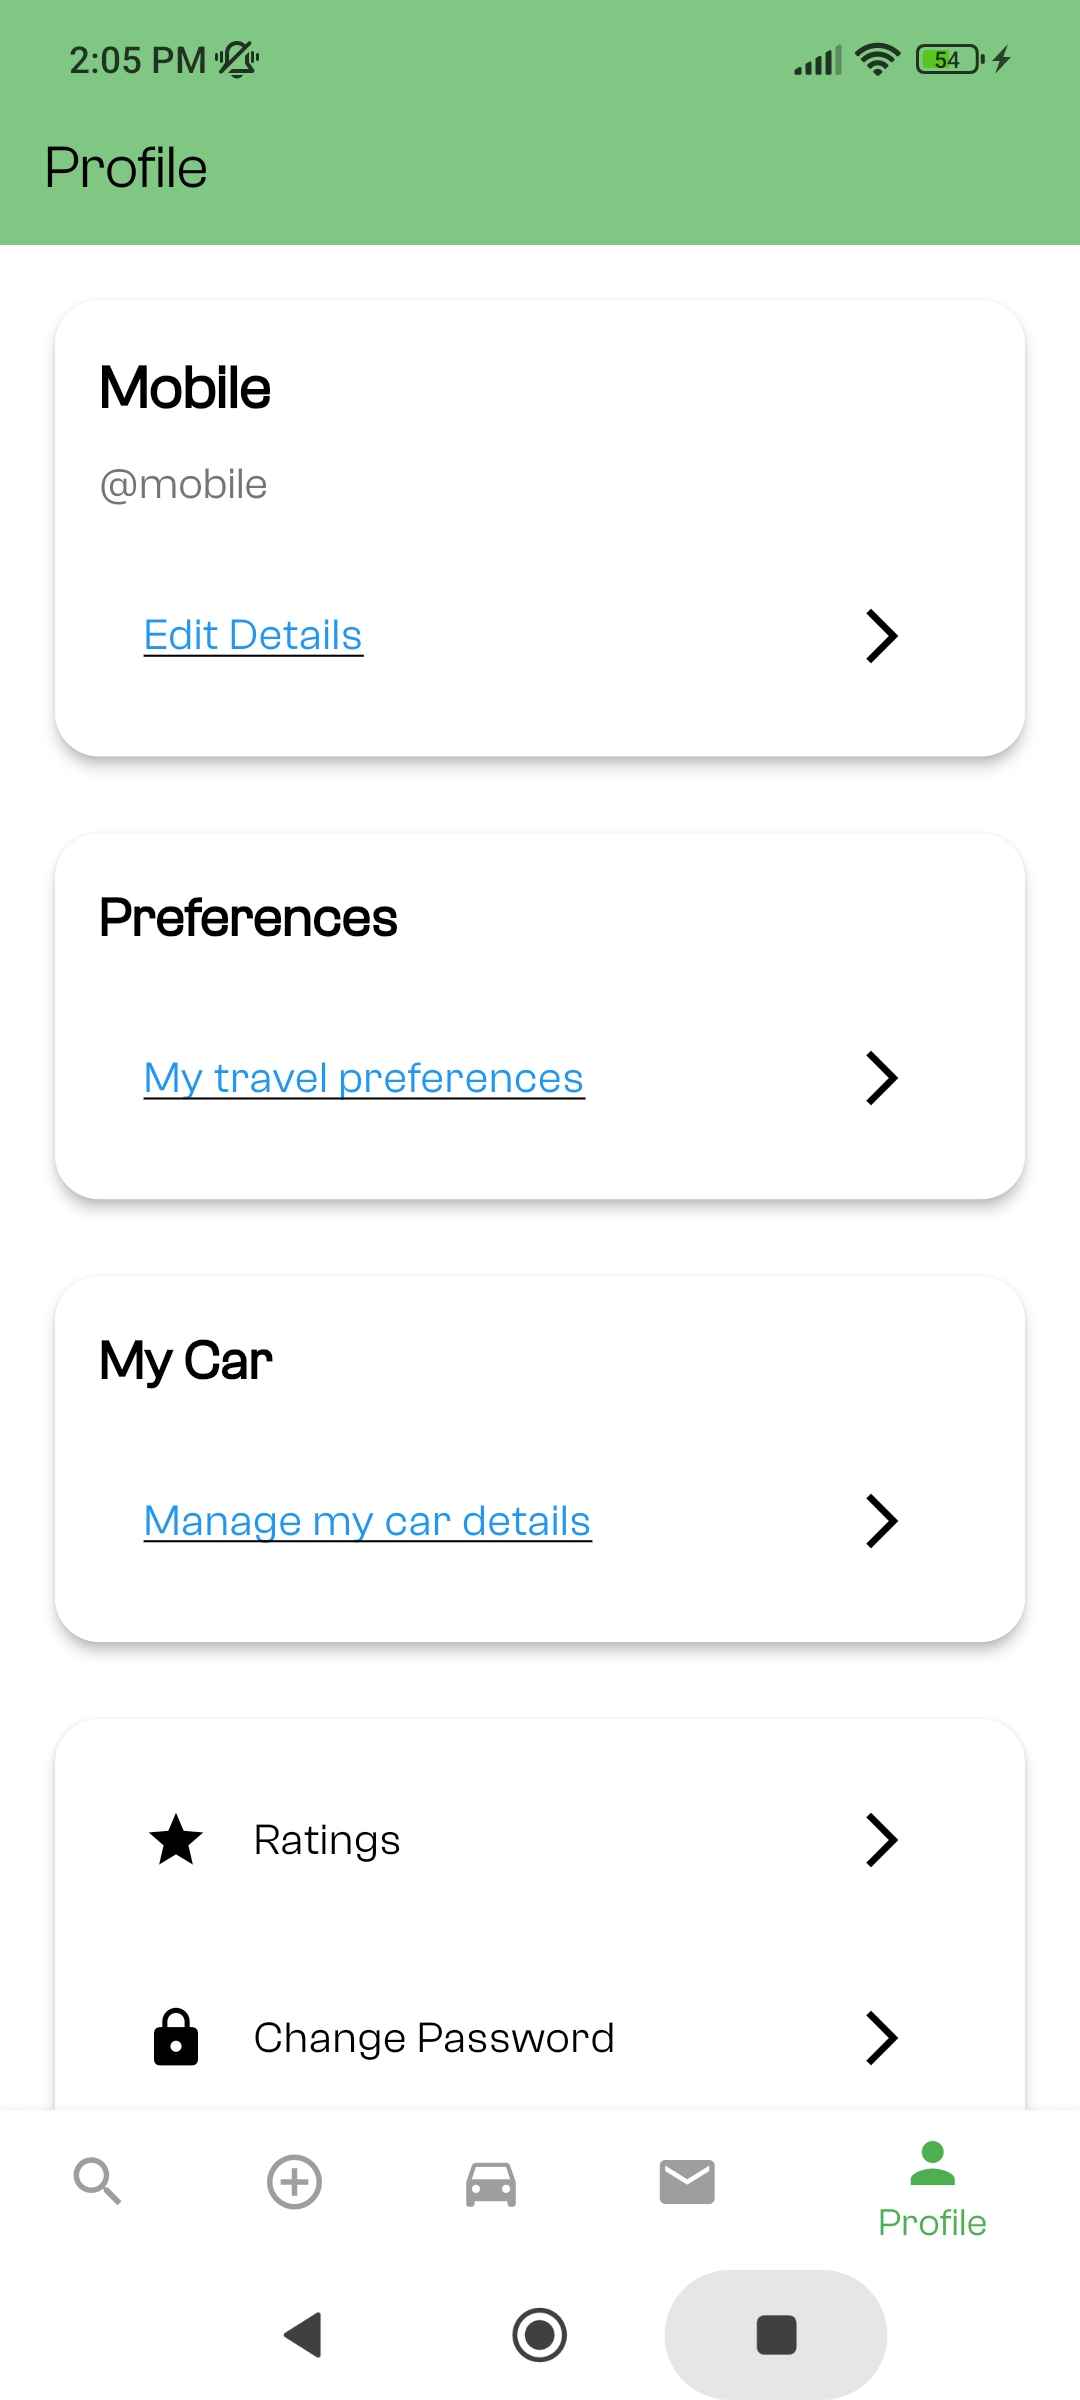 2:05 PM
54
Profile
Mobile
@mobile
Edit Details
Preferences
My travel preferences
My Car
Manage my car details
Ratings
Change Password
Profile